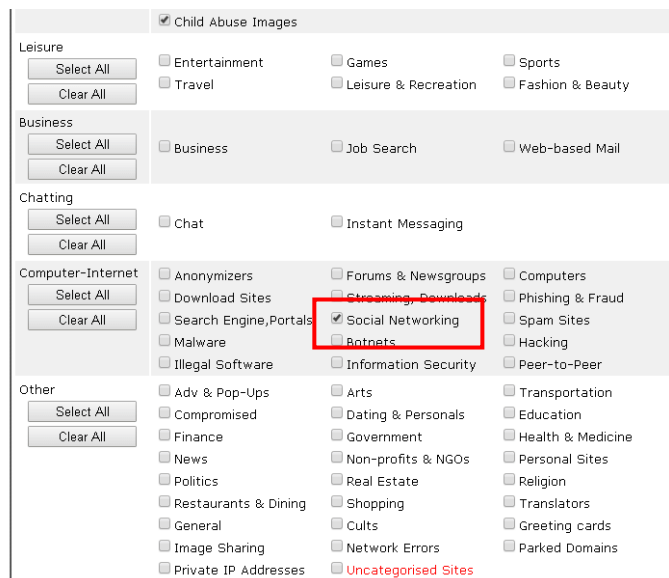 Child Abuse Images
Leisure
Select All
Clear All
Entertainment Games Sports
Travel Leisure & Recreation Fashion & Beauty
Business
Select All
Clear All
Business Job Search Web-based Mail
Chatting
Select All
Clear All
Chat Instant Messaging
Computer-Internet
Select All
Clear All
Anonymizers Forums & Newsgroups Computers
Download Sites Streaming, Downloads Phishing & Fraud
Search Engine,Portals Social Networking Spam Sites
Malware Botnets Hacking
Illegal Software Information Security Peer-to-Peer
Other
Select All
Clear All
Adv & Pop-Ups Arts Transportation
Compromised Dating & Personals Education
Finance Government Health & Medicine
News Non-profits & NGOs Personal Sites
Politics Real Estate Religion
Restaurants & Dining Shopping Translators
General Cults Greeting cards
Image Sharing Network Errors Parked Domains
Private IP Addresses Uncategorised Sites